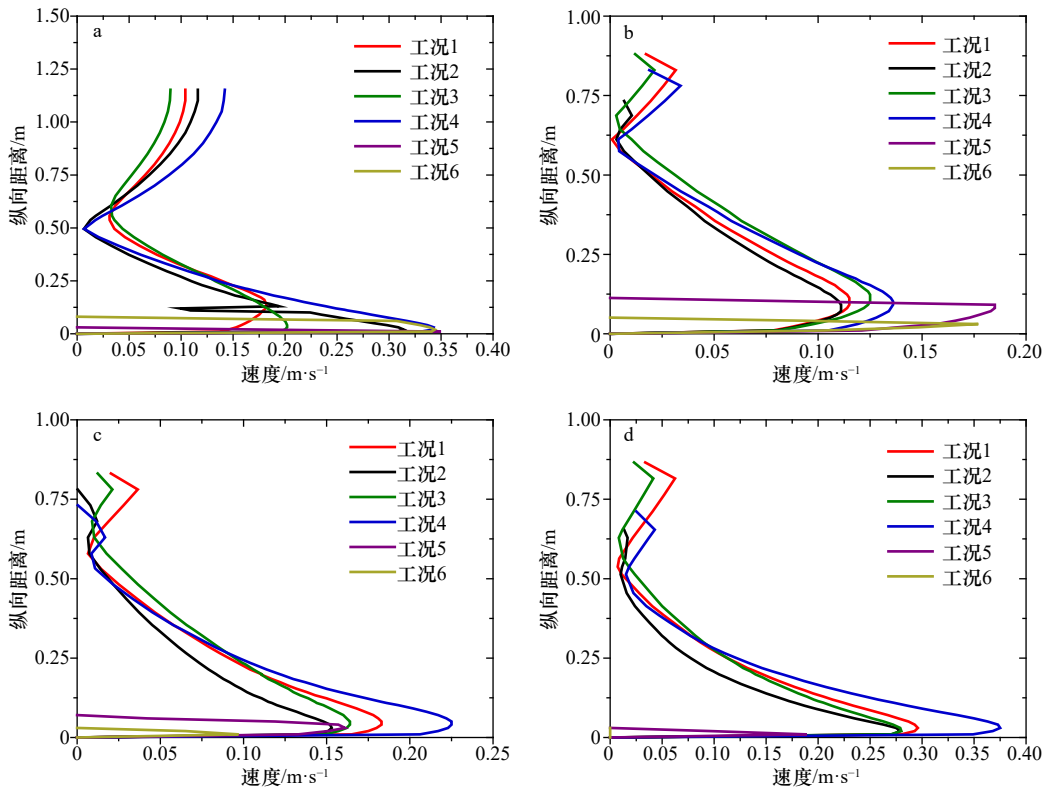 a
1.50
1.25
1.00
0.75
0.50
0.25
0
纵向距离/m
0
0.05
0.10
0.15
0.20
0.25
0.30
0.35
0.40
速度/m·s⁻¹
工况1
工况2
工况3
工况4
工况5
工况6
b
1.00
0.75
0.50
0.25
0
纵向距离/m
0
0.05
0.10
0.15
0.20
速度/m·s⁻¹
工况1
工况2
工况3
工况4
工况5
工况6
c
1.00
0.75
0.50
0.25
0
纵向距离/m
0
0.05
0.10
0.15
0.20
0.25
速度/m·s⁻¹
工况1
工况2
工况3
工况4
工况5
工况6
d
1.00
0.75
0.50
0.25
0
纵向距离/m
0
0.05
0.10
0.15
0.20
0.25
0.30
0.35
0.40
速度/m·s⁻¹
工况1
工况2
工况3
工况4
工况5
工况6